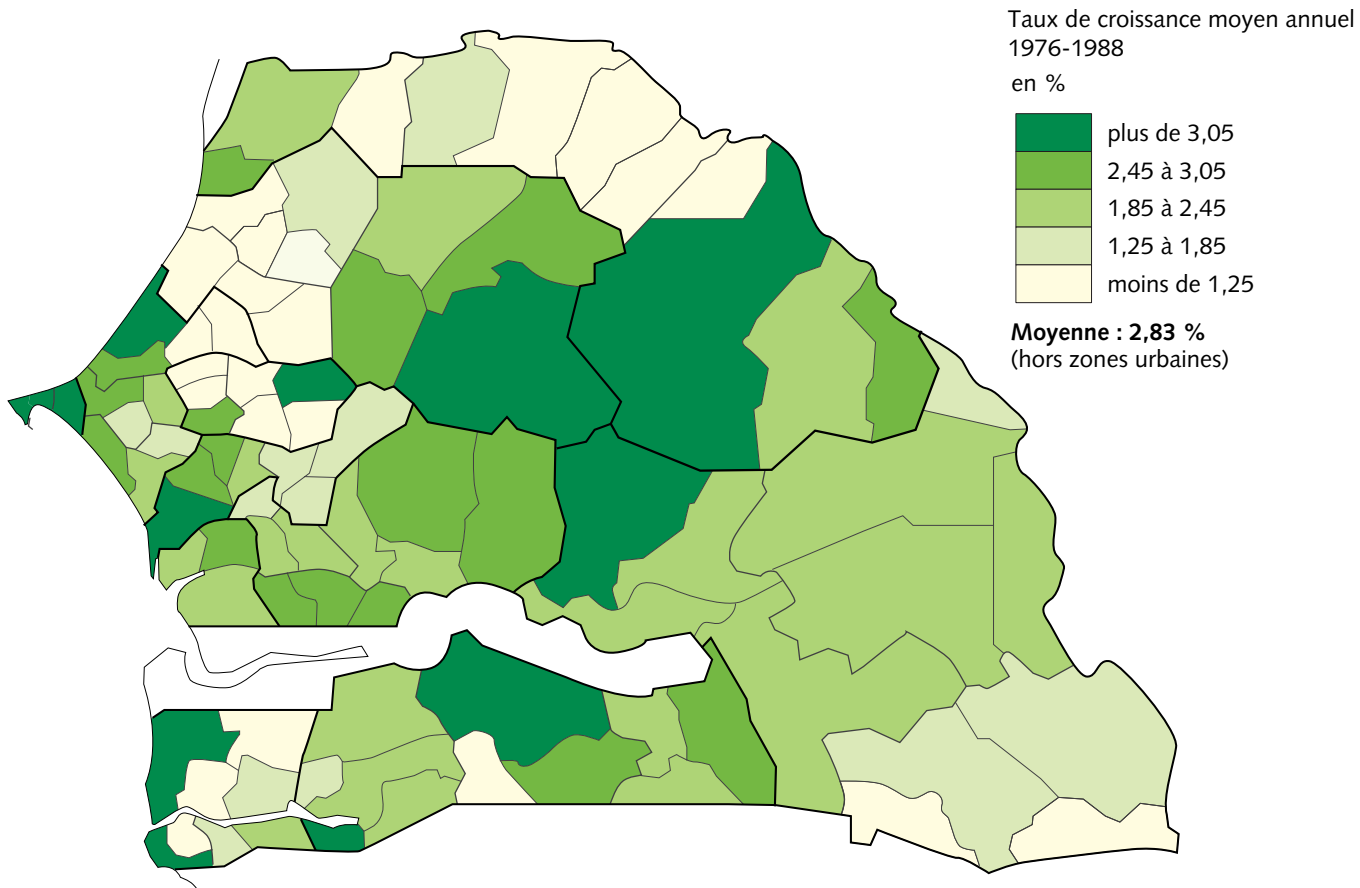 Taux de croissance moyen annuel
1976-1988
en %
plus de 3,05
2,45 à 3,05
1,85 à 2,45
1,25 à 1,85
moins de 1,25
Moyenne : 2,83 %
(hors zones urbaines)